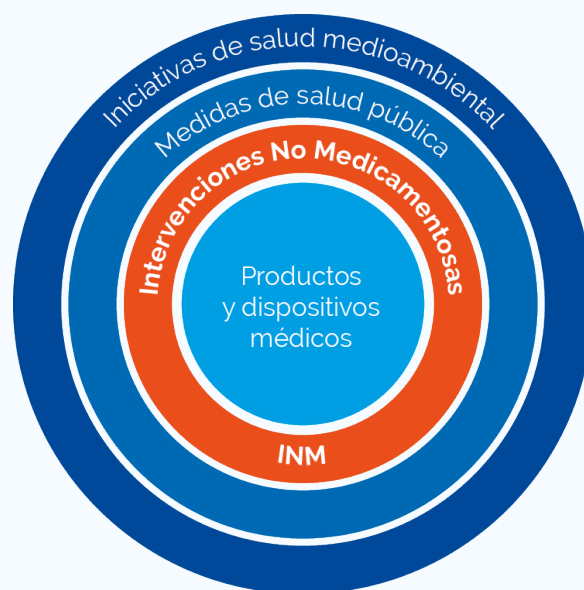 Iniciativas de salud medioambiental
Medidas de salud pública
Intervenciones No Medicamentosas
Productos
y dispositivos
médicos
INM